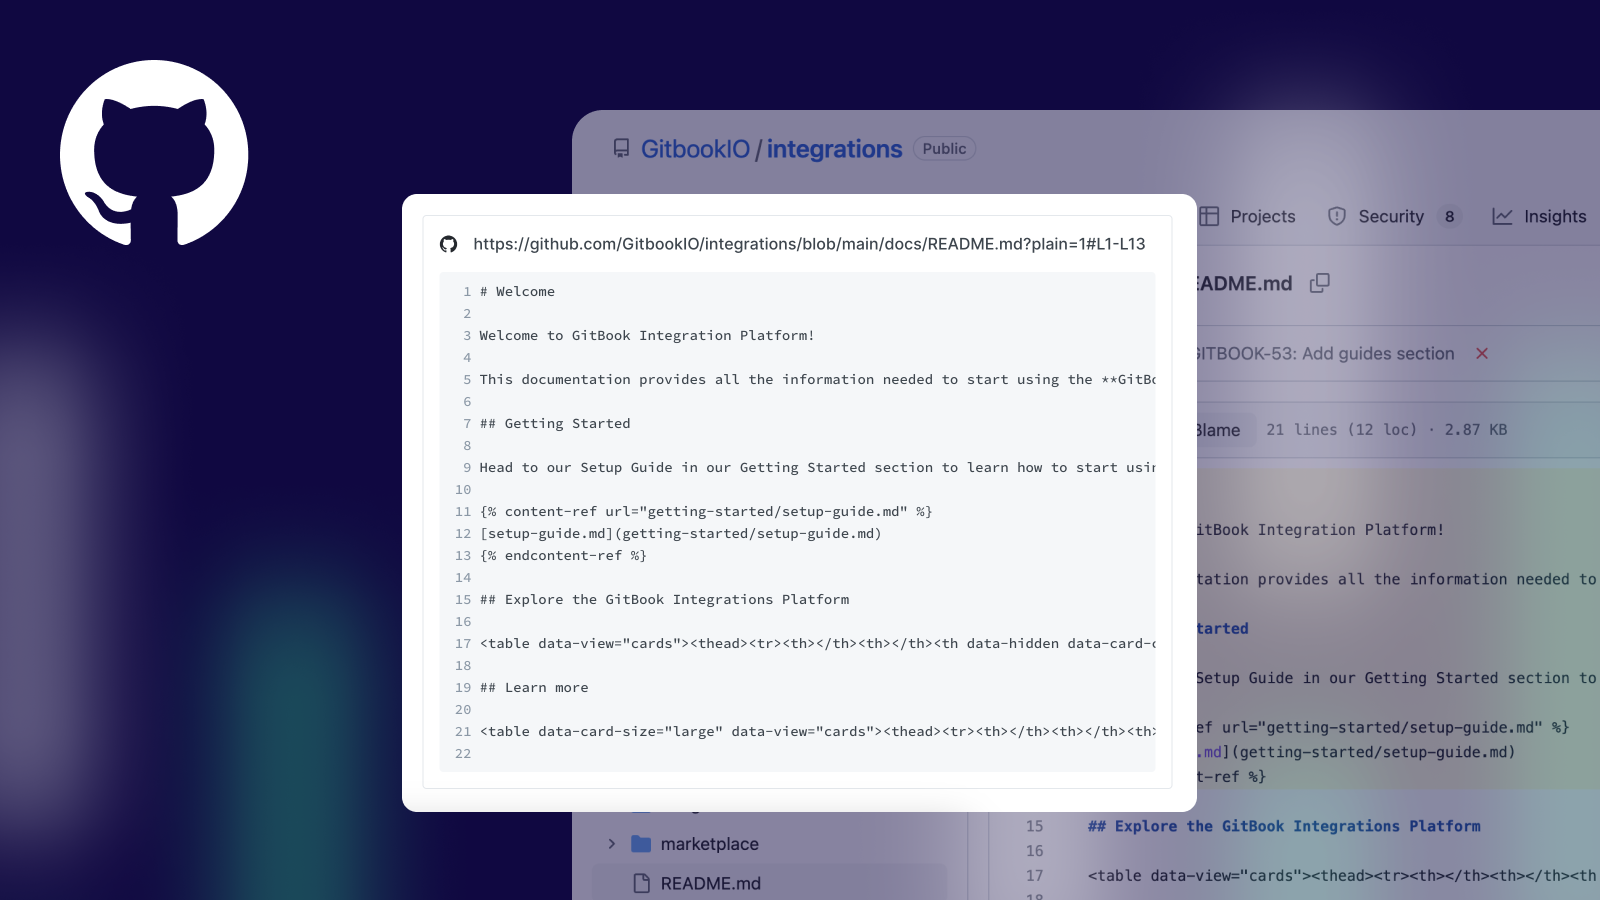 GitbookIO / integrations Public
Projects Security 8 Insights
https://github.com/GitbookIO/integrations/blob/main/docs/README.md?plain=1#L1-L13
1 # Welcome
2
3 Welcome to GitBook Integration Platform!
4
5 This documentation provides all the information needed to start using the **GitBo
6
7 ## Getting Started
8
9 Head to our Setup Guide in our Getting Started section to learn how to start usin
10
11 {% content-ref url="getting-started/setup-guide.md" %}
12 [setup-guide.md](getting-started/setup-guide.md)
13 {% endcontent-ref %}
14
15 ## Explore the GitBook Integrations Platform
16
17 <table data-view="cards"><thead><tr><th></th><th></th><th data-hidden data-card-c
18
19 ## Learn more
20
21 <table data-card-size="large" data-view="cards"><thead><tr><th></th><th></th><th>
22
EADME.md
GITBOOK-53: Add guides section
Blame 21 lines (12 loc) · 2.87 KB
itBook Integration Platform!
tation provides all the information needed to
tarted
Setup Guide in our Getting Started section to
ef url="getting-started/setup-guide.md" %}
.md](getting-started/setup-guide.md)
t-ref %}
marketplace
README.md
15 ## Explore the GitBook Integrations Platform
16
17 <table data-view="cards"><thead><tr><th></th><th></th><th
18